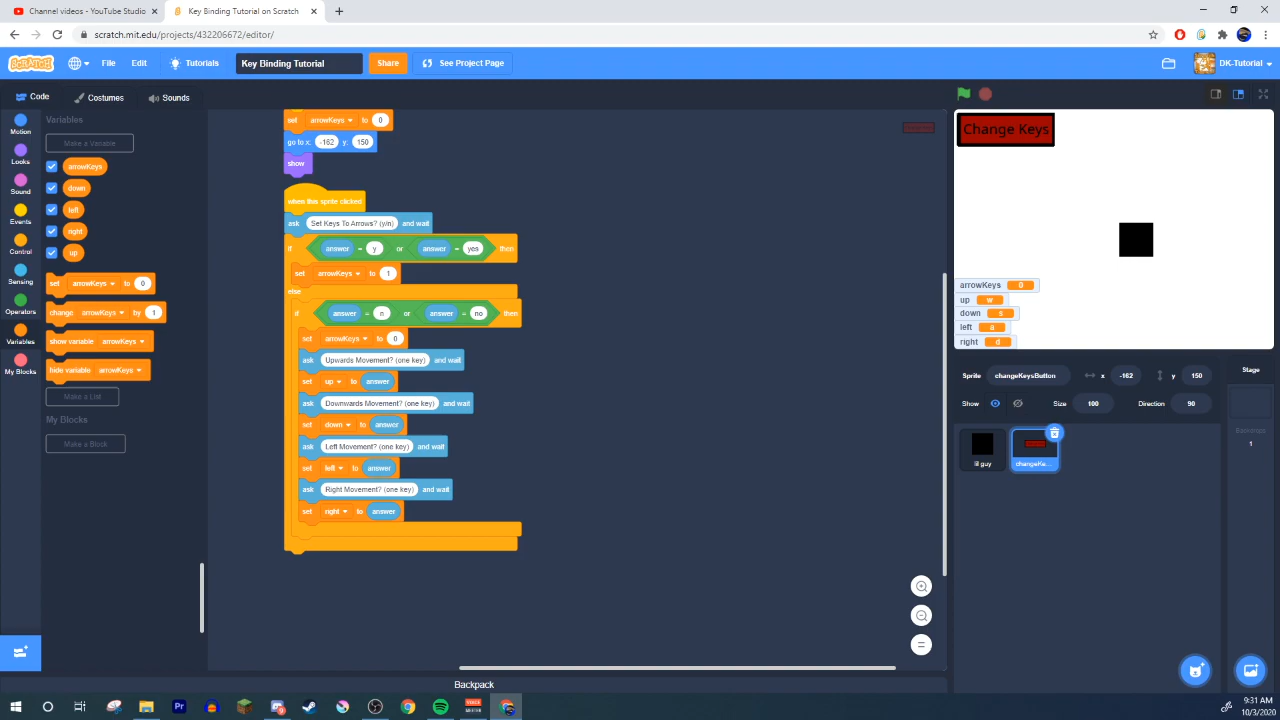 Channel videos - YouTube Studio
Key Binding Tutorial on Scratch
scratch.mit.edu/projects/432206672/editor/
SCRATCH
File
Edit
Tutorials
Key Binding Tutorial
Share
See Project Page
DK-Tutorial
Code
Costumes
Sounds
Motion
Looks
Sound
Events
Control
Sensing
Operators
Variables
My Blocks
Variables
Make a Variable
arrowKeys
down
left
right
up
set arrowKeys to 0
change arrowKeys by 1
show variable arrowKeys
hide variable arrowKeys
Make a List
My Blocks
Make a Block
set arrowKeys to 0
go to x: -162 y: 150
show
when this sprite clicked
ask Set Keys To Arrows? (y/n) and wait
if answer = y or answer = yes then
set arrowKeys to 1
else
if answer = n or answer = no then
set arrowKeys to 0
ask Upwards Movement? (one key) and wait
set up to answer
ask Downwards Movement? (one key) and wait
set down to answer
ask Left Movement? (one key) and wait
set left to answer
ask Right Movement? (one key) and wait
set right to answer
Backpack
Change Keys
arrowKeys 0
up w
down s
left a
right d
Sprite changeKeysButton x -162 y 150
Show Size 100 Direction 90
lil guy
changeKe...
Stage
Backdrops
1
9:31 AM
10/3/2020